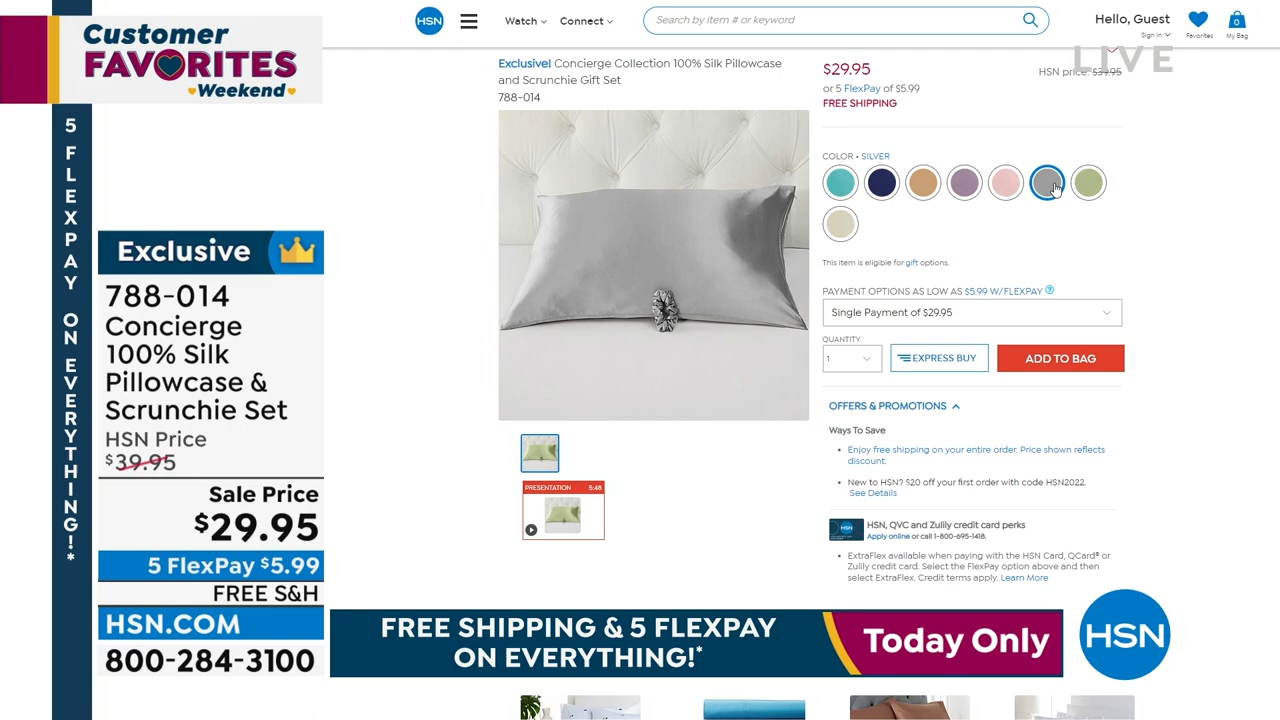 Customer
FAVORITES
Weekend
5 FLEXPAY ON EVERYTHING!*
Exclusive
788-014
Concierge
100% Silk
Pillowcase &
Scrunchie Set
HSN Price
$39.95
Sale Price
$29.95
5 FlexPay $5.99
FREE S&H
HSN.COM
800-284-3100
HSN
Watch
Connect
Search by item # or keyword
Hello, Guest
Sign in
Favorites
0
My Bag
LIVE
Exclusive! Concierge Collection 100% Silk Pillowcase
and Scrunchie Gift Set
788-014
$29.95
HSN price: $39.95
or 5 FlexPay of $5.99
FREE SHIPPING
COLOR • SILVER
This item is eligible for gift options.
PAYMENT OPTIONS AS LOW AS $5.99 W/FLEXPAY ?
Single Payment of $29.95
QUANTITY
1
EXPRESS BUY
ADD TO BAG
OFFERS & PROMOTIONS
Ways To Save
• Enjoy free shipping on your entire order. Price shown reflects
discount.
• New to HSN? $20 off your first order with code HSN2022.
See Details
HSN
HSN, QVC and Zulily credit card perks
Apply online or call 1-800-695-1418.
• ExtraFlex available when paying with the HSN Card, QCard® or
Zulily credit card. Select the FlexPay option above and then
select ExtraFlex. Credit terms apply. Learn More
PRESENTATION 5:48
FREE SHIPPING & 5 FLEXPAY
ON EVERYTHING!*
Today Only
HSN